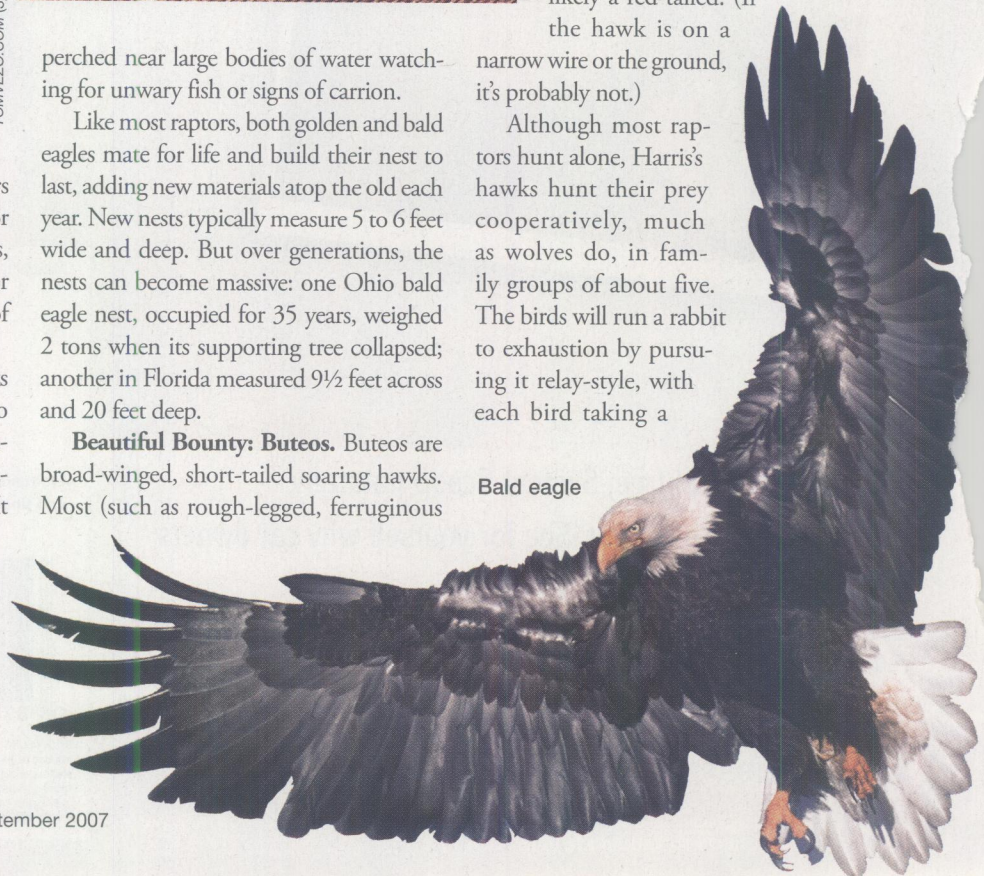 perched near large bodies of water watch-
ing for unwary fish or signs of carrion.
Like most raptors, both golden and bald
eagles mate for life and build their nest to
last, adding new materials atop the old each
year. New nests typically measure 5 to 6 feet
wide and deep. But over generations, the
nests can become massive: one Ohio bald
eagle nest, occupied for 35 years, weighed
2 tons when its supporting tree collapsed;
another in Florida measured 9½ feet across
and 20 feet deep.
Beautiful Bounty: Buteos. Buteos are
broad-winged, short-tailed soaring hawks.
Most (such as rough-legged, ferruginous
likely a red-tailed. (If
the hawk is on a
narrow wire or the ground,
it's probably not.)
Although most rap-
tors hunt alone, Harris's
hawks hunt their prey
cooperatively, much
as wolves do, in fam-
ily groups of about five.
The birds will run a rabbit
to exhaustion by pursu-
ing it relay-style, with
each bird taking a
Bald eagle
tember 2007